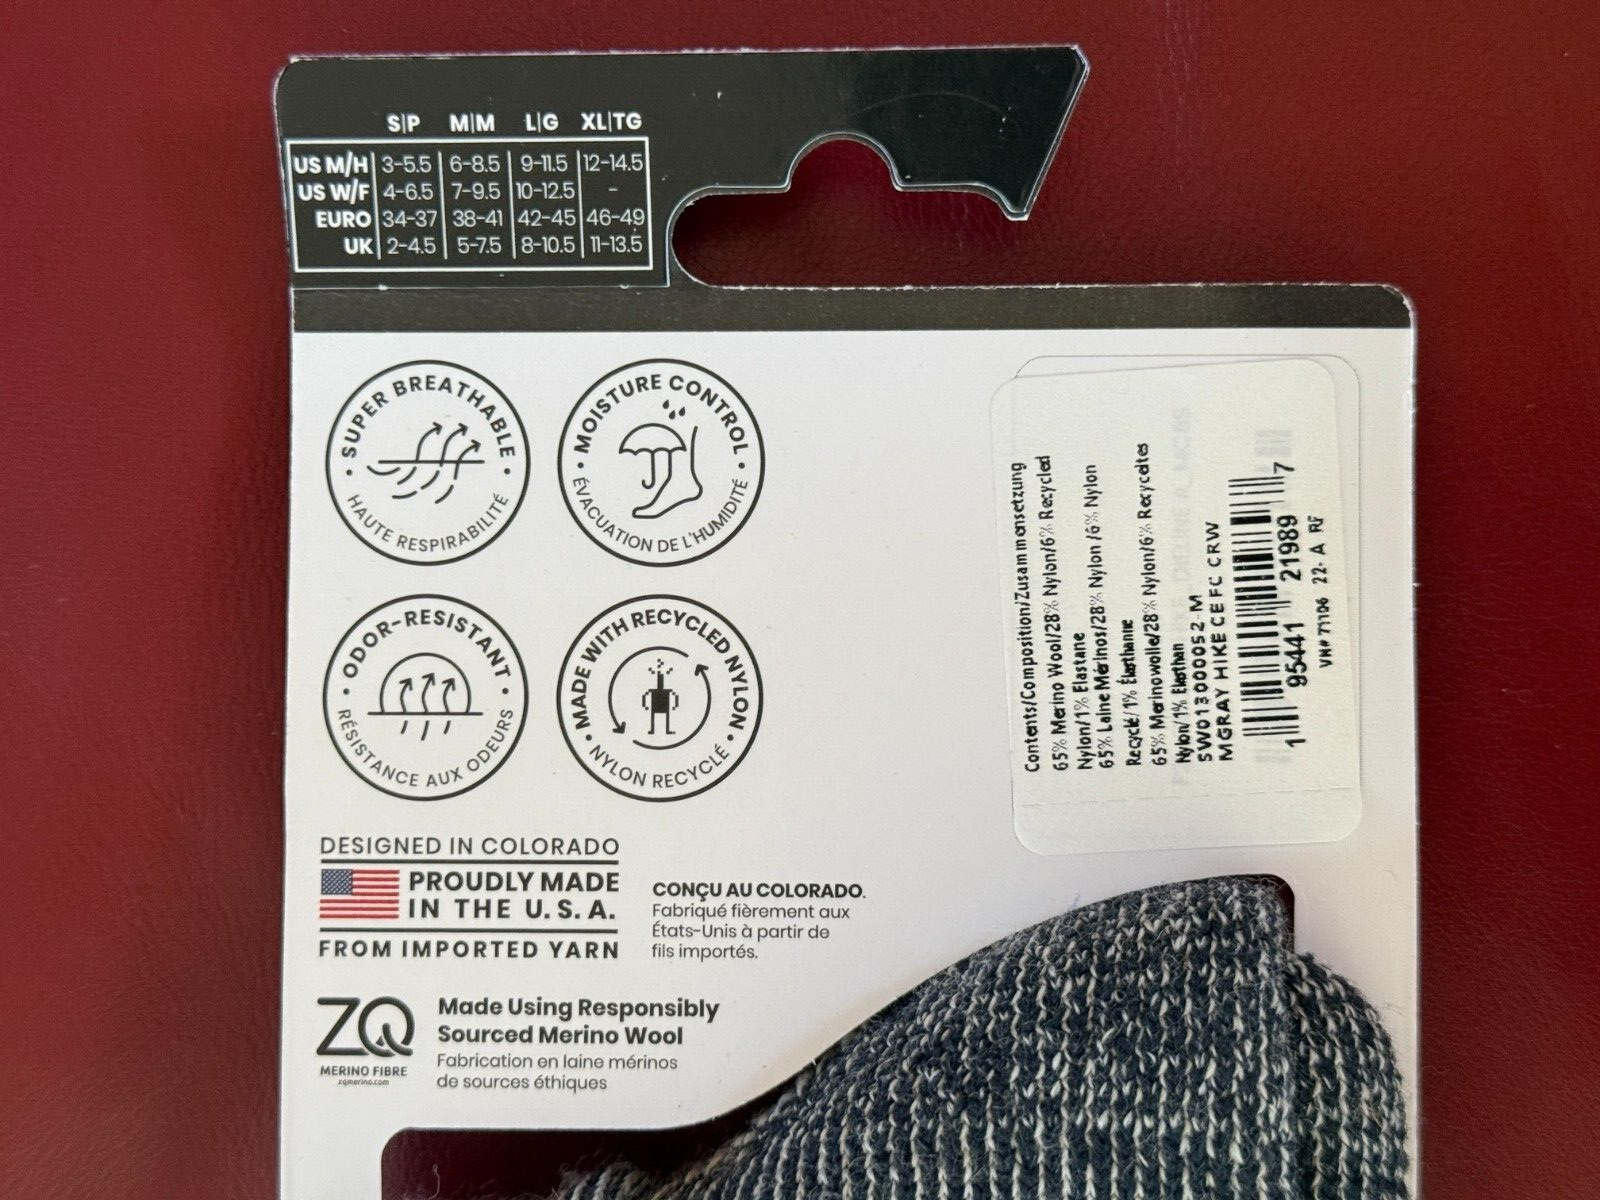 S|P M|M L|G XL|TG
US M/H 3-5.5 6-8.5 9-11.5 12-14.5
US W/F 4-6.5 7-9.5 10-12.5 -
EURO 34-37 38-41 42-45 46-49
UK 2-4.5 5-7.5 8-10.5 11-13.5
• SUPER BREATHABLE •
HAUTE RESPIRABILITÉ
• MOISTURE CONTROL •
ÉVACUATION DE L'HUMIDITÉ
• ODOR-RESISTANT •
RÉSISTANCE AUX ODEURS
• MADE WITH RECYCLED NYLON •
NYLON RECYCLÉ
DESIGNED IN COLORADO
PROUDLY MADE
IN THE U.S.A.
FROM IMPORTED YARN
CONÇU AU COLORADO.
Fabriqué fièrement aux
États-Unis à partir de
fils importés.
ZQ
MERINO FIBRE
zqmerino.com
Made Using Responsibly
Sourced Merino Wool
Fabrication en laine mérinos
de sources éthiques
Contents/Composition/Zusammensetzung
65% Merino Wool/28% Nylon/6% Recycled
Nylon/1% Elastane
65% Laine Mérinos/28% Nylon /6% Nylon
Recyclé/1% Élasthanne
65% Merinowolle/28% Nylon/6% Recyceltes
Nylon/1% Elasthan
SW01300052-M
MGRAY HIKE CE FC CRW
1 95441 21989 7
VN# 71106 22- A RF